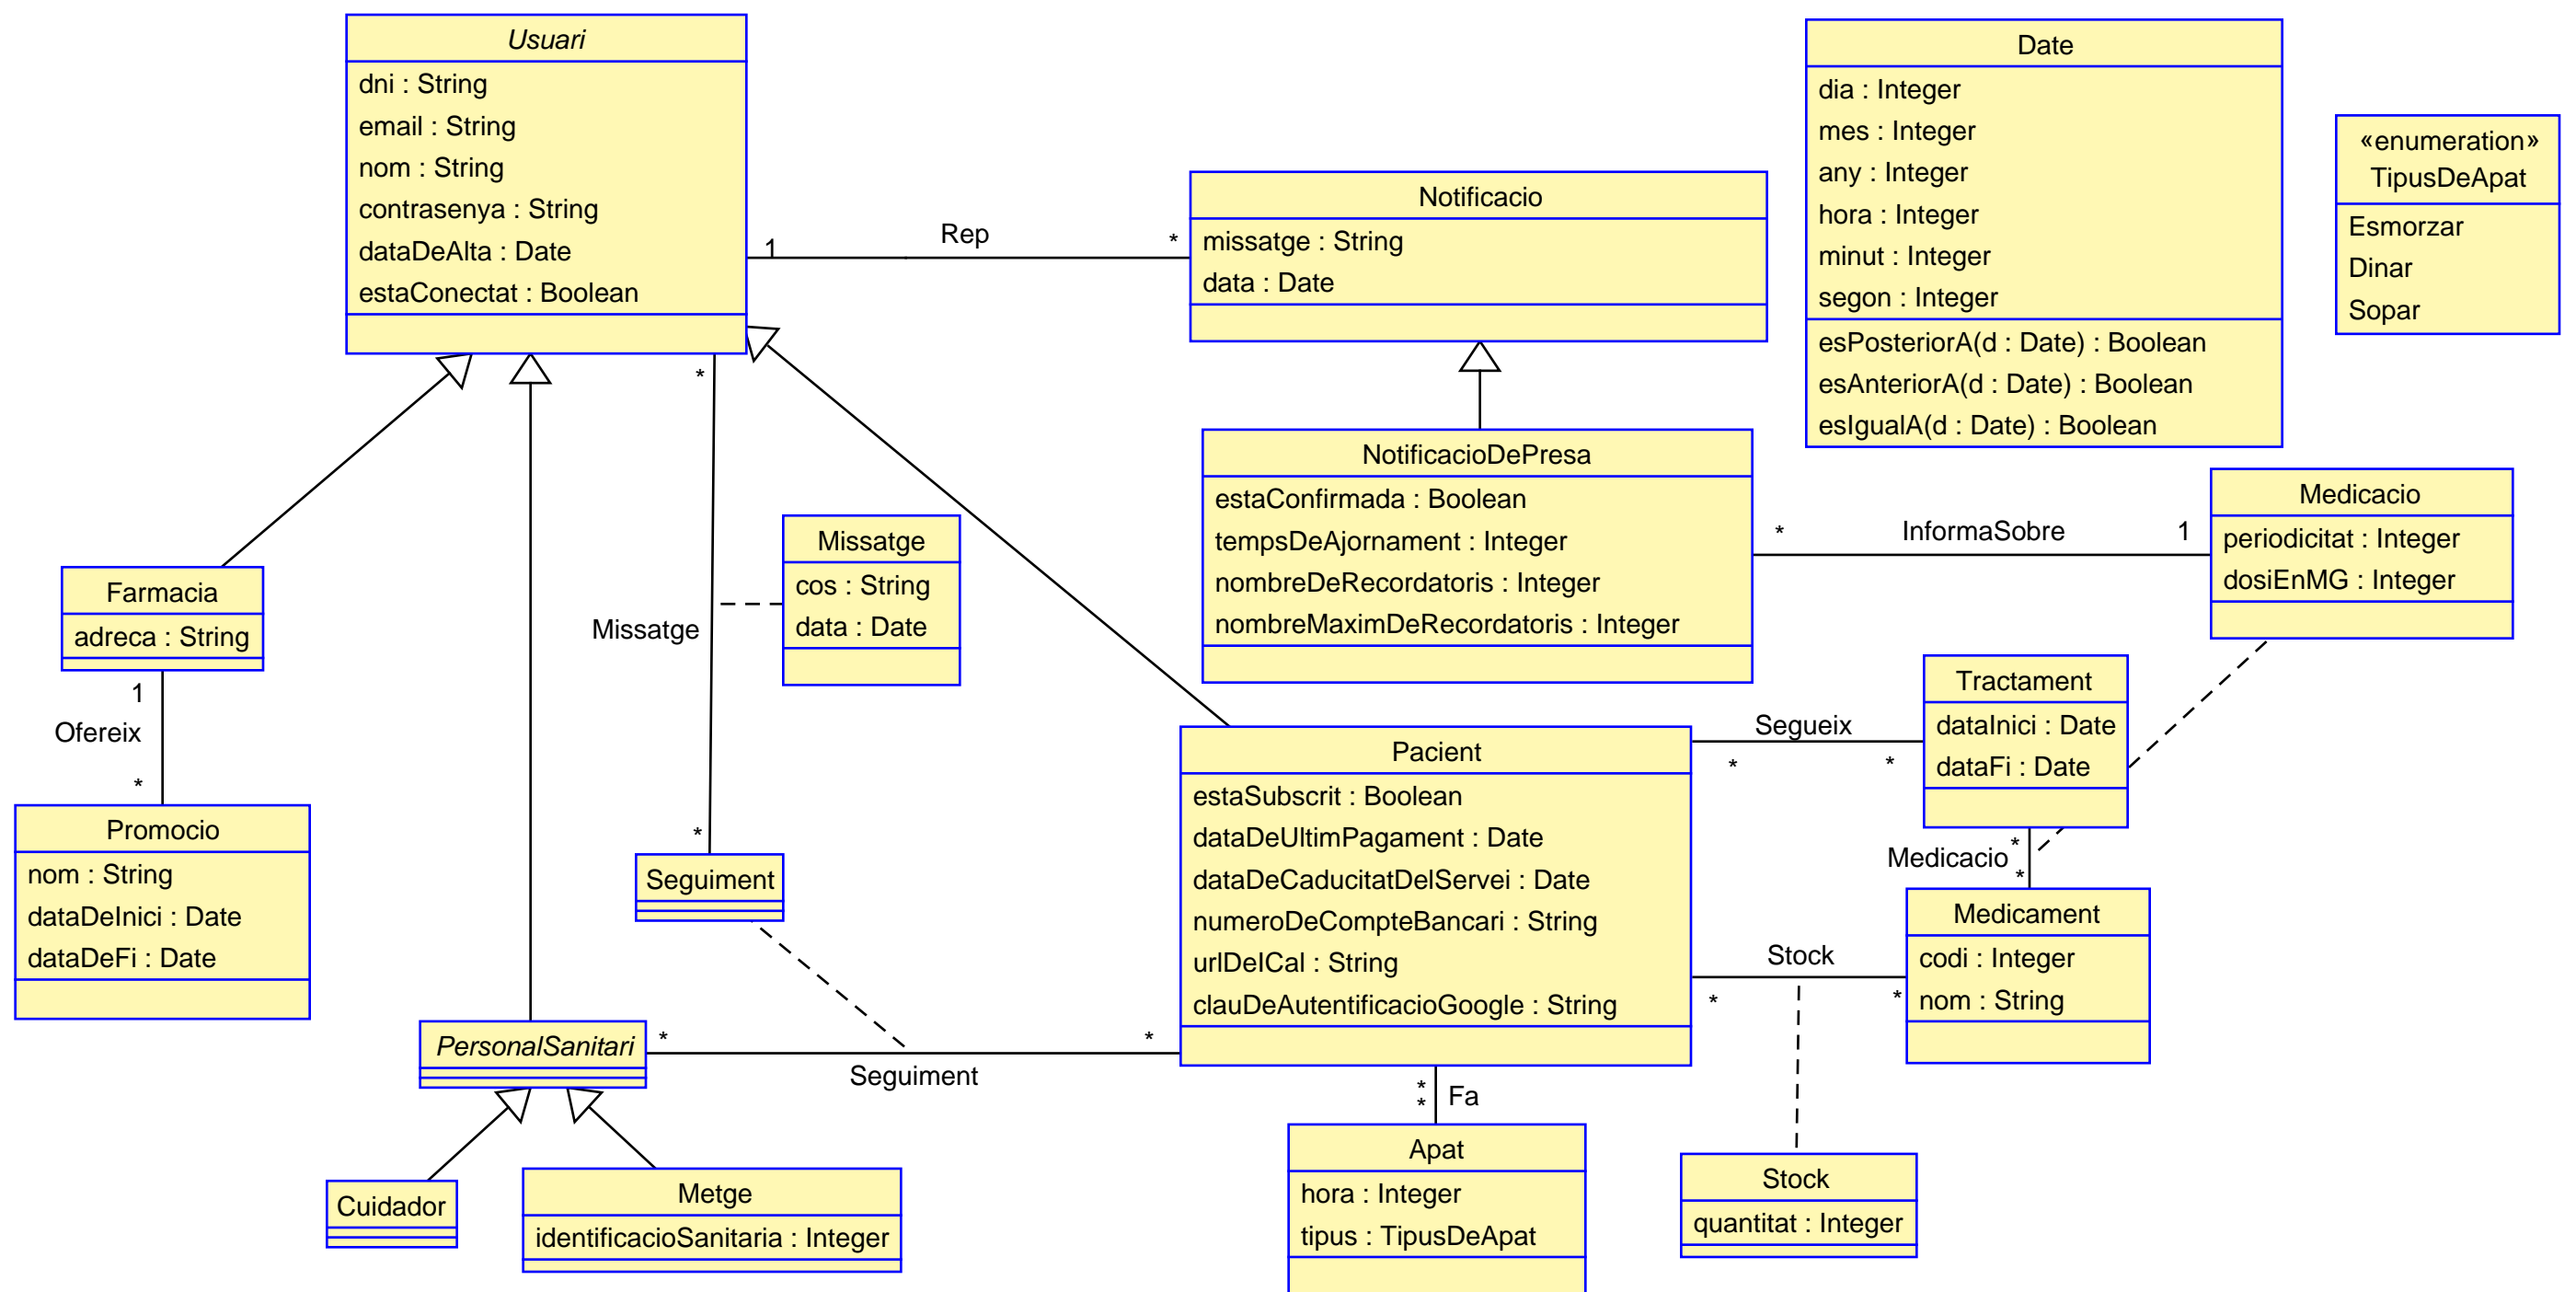 Usuari
dni : String
email : String
nom : String
contrasenya : String
dataDeAlta : Date
estaConectat : Boolean
1
Rep
*
Notificacio
missatge : String
data : Date
Date
dia : Integer
mes : Integer
any : Integer
hora : Integer
minut : Integer
segon : Integer
esPosteriorA(d : Date) : Boolean
esAnteriorA(d : Date) : Boolean
esIgualA(d : Date) : Boolean
«enumeration»
TipusDeApat
Esmorzar
Dinar
Sopar
NotificacioDePresa
estaConfirmada : Boolean
tempsDeAjornament : Integer
nombreDeRecordatoris : Integer
nombreMaximDeRecordatoris : Integer
*
InformaSobre
1
Medicacio
periodicitat : Integer
dosiEnMG : Integer
*
Missatge
*
Missatge
cos : String
data : Date
Farmacia
adreca : String
1
Ofereix
*
Promocio
nom : String
dataDeInici : Date
dataDeFi : Date
Seguiment
Pacient
estaSubscrit : Boolean
dataDeUltimPagament : Date
dataDeCaducitatDelServei : Date
numeroDeCompteBancari : String
urlDelCal : String
clauDeAutentificacioGoogle : String
Segueix
*
*
Tractament
dataInici : Date
dataFi : Date
*
Medicacio
*
Medicament
codi : Integer
nom : String
Stock
*
*
PersonalSanitari
*
*
Seguiment
Cuidador
Metge
identificacioSanitaria : Integer
*
*
Fa
Apat
hora : Integer
tipus : TipusDeApat
Stock
quantitat : Integer